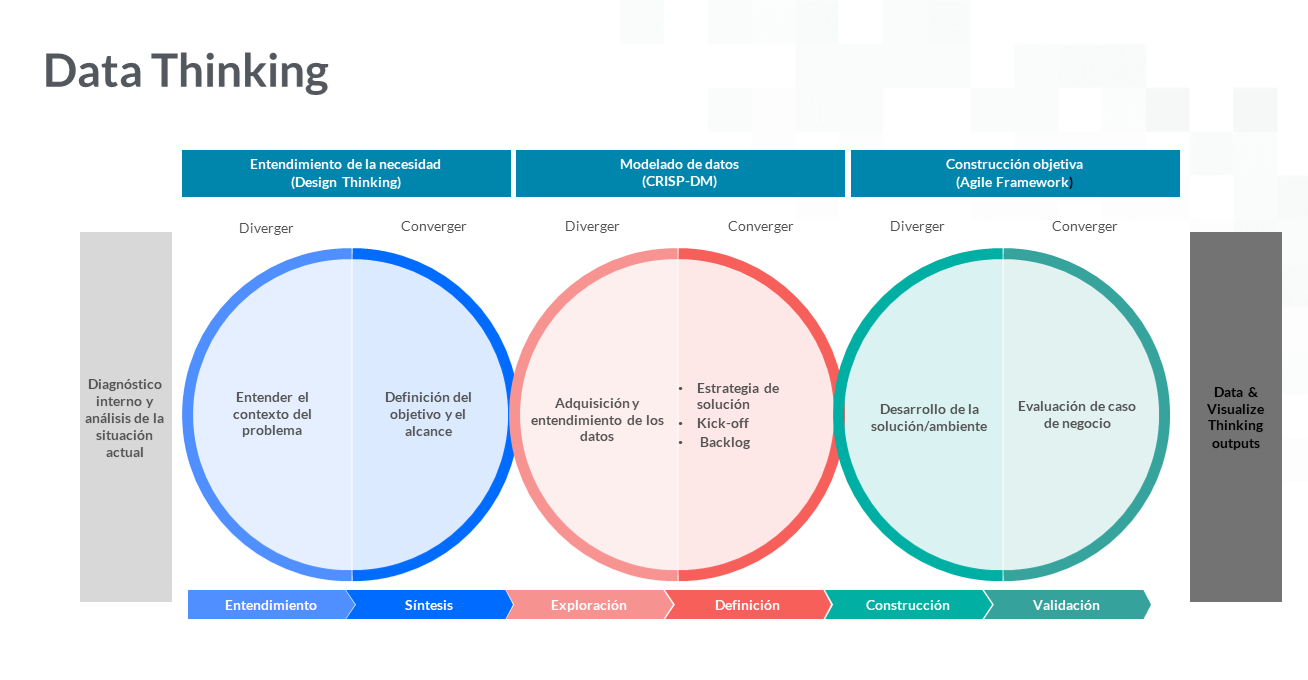 Data Thinking
Entendimiento de la necesidad
(Design Thinking)
Modelado de datos
(CRISP-DM)
Construcción objetiva
(Agile Framework)
Diverger
Converger
Diverger
Converger
Diverger
Converger
Diagnóstico
interno y
análisis de la
situación
actual
Entender el
contexto del
problema
Definición del
objetivo y el
alcance
Adquisición y
entendimiento de los
datos
• Estrategia de
solución
• Kick-off
• Backlog
Desarrollo de la
solución/ambiente
Evaluación de caso
de negocio
Data &
Visualize
Thinking
outputs
Entendimiento
Síntesis
Exploración
Definición
Construcción
Validación